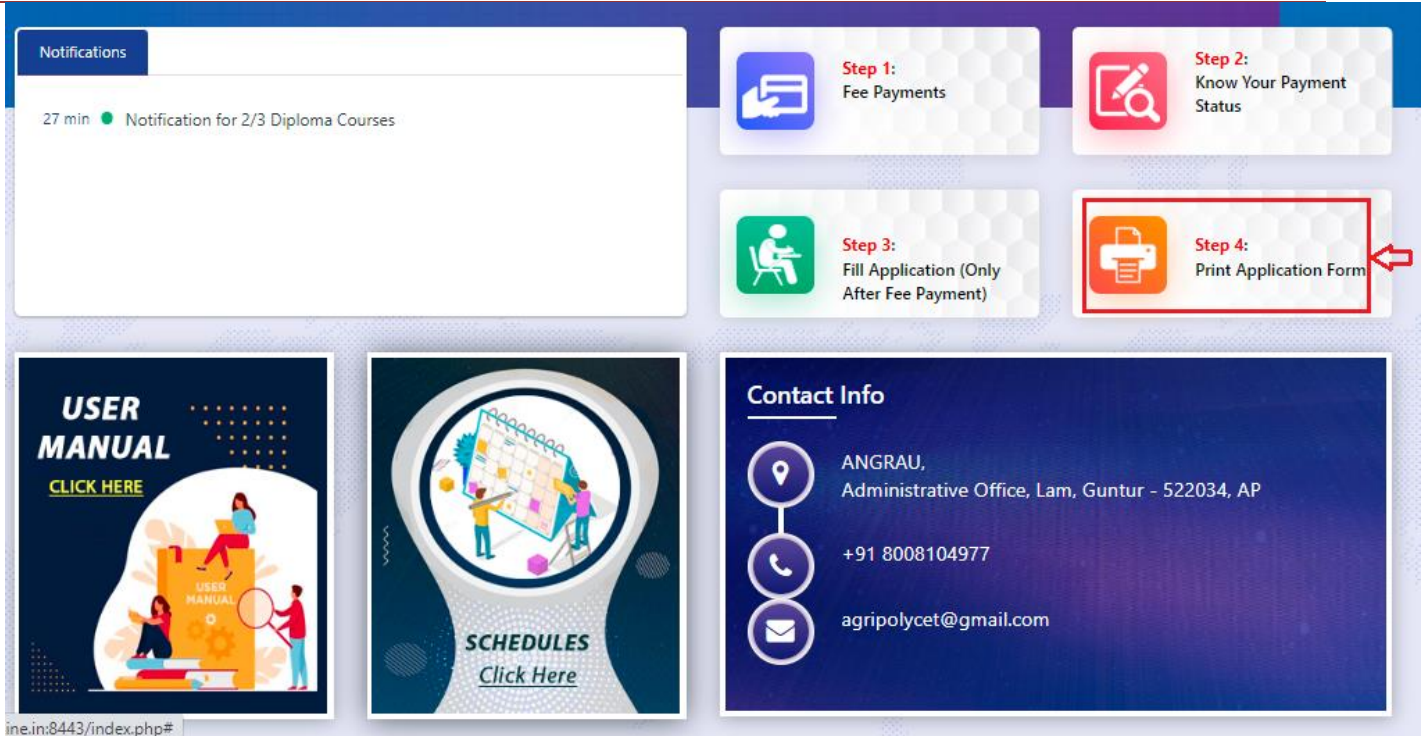 Notifications
27 min Notification for 2/3 Diploma Courses
Step 1:
Fee Payments
Step 2:
Know Your Payment
Status
Step 3:
Fill Application (Only
After Fee Payment)
Step 4:
Print Application Form
USER
MANUAL
CLICK HERE
USER
MANUAL
SCHEDULES
Click Here
Contact Info
ANGRAU,
Administrative Office, Lam, Guntur - 522034, AP
+91 8008104977
agripolycet@gmail.com
ine.in:8443/index.php#